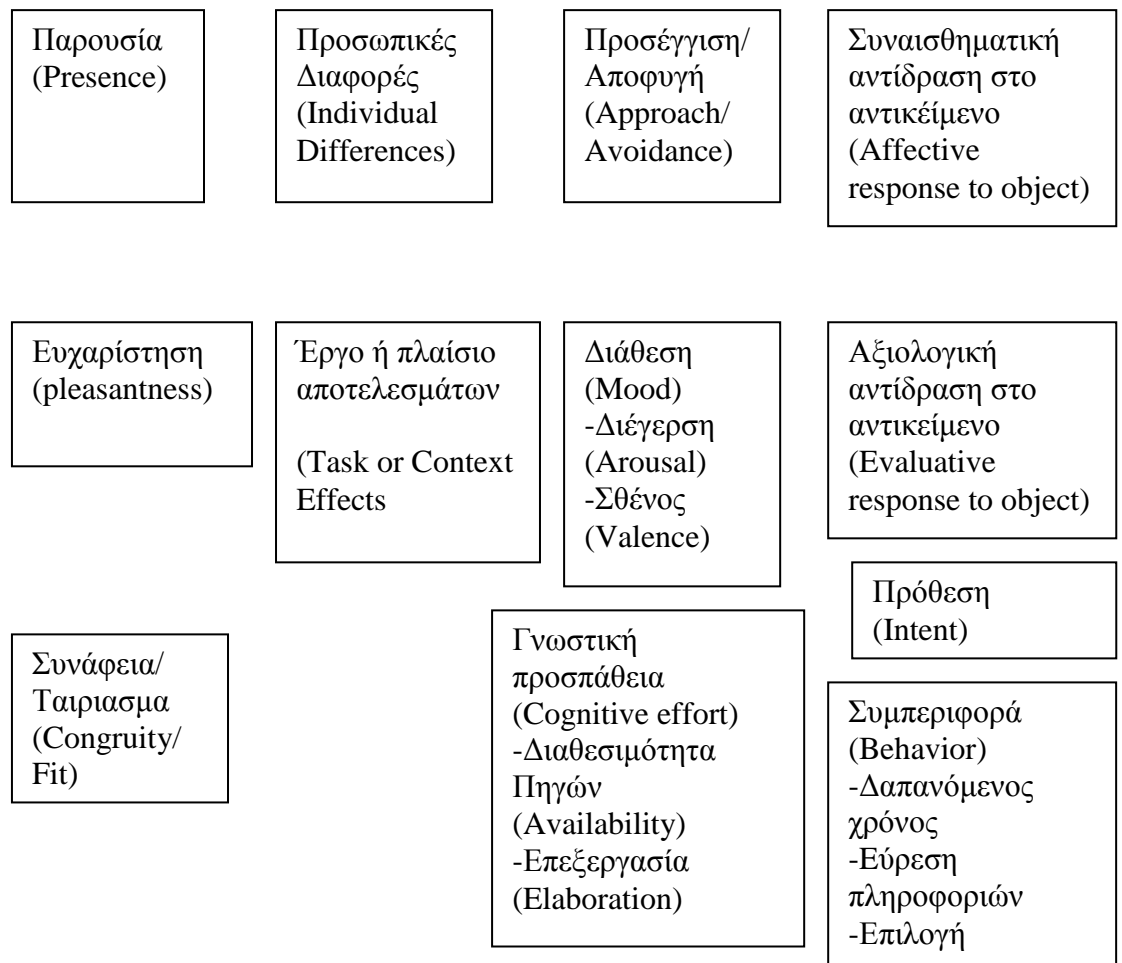 Παρουσία
(Presence)
Προσωπικές
Διαφορές
(Individual
Differences)
Προσέγγιση/
Αποφυγή
(Approach/
Avoidance)
Συναισθηματική
αντίδραση στο
αντικέίμενο
(Affective
response to object)
Ευχαρίστηση
(pleasantness)
Έργο ή πλαίσιο
αποτελεσμάτων
(Task or Context
Effects
Διάθεση
(Mood)
-Διέγερση
(Arousal)
-Σθένος
(Valence)
Αξιολογική
αντίδραση στο
αντικείμενο
(Evaluative
response to object)
Πρόθεση
(Intent)
Συνάφεια/
Ταιριασμα
(Congruity/
Fit)
Γνωστική
προσπάθεια
(Cognitive effort)
-Διαθεσιμότητα
Πηγών
(Availability)
-Επεξεργασία
(Elaboration)
Συμπεριφορά
(Behavior)
-Δαπανόμενος
χρόνος
-Εύρεση
πληροφοριών
-Επιλογή